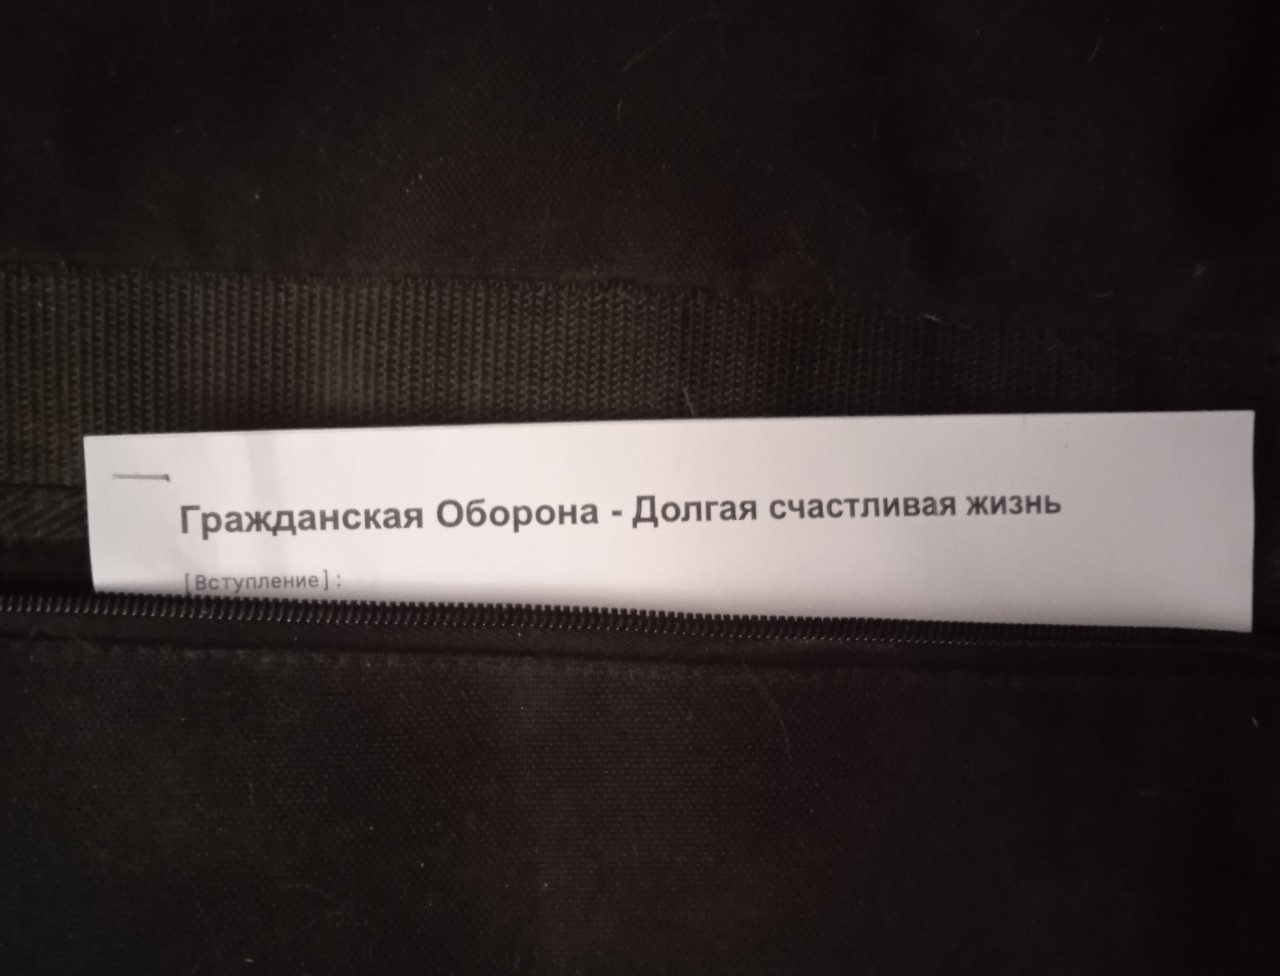 Гражданская Оборона - Долгая счастливая жизнь
[Вступление]: